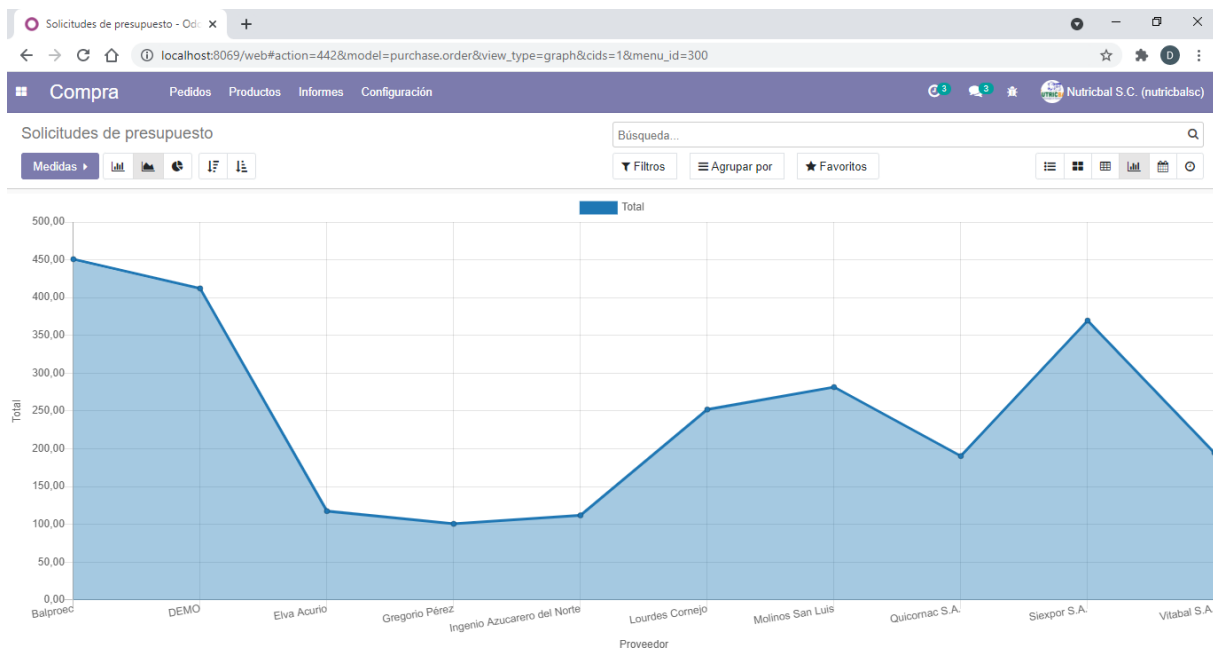 Solicitudes de presupuesto - Odo
localhost:8069/web#action=442&model=purchase.order&view_type=graph&cids=1&menu_id=300
D
Compra Pedidos Productos Informes Configuración 3 3 Nutricbal S.C. (nutricbalsc)
Solicitudes de presupuesto
Búsqueda...
Medidas Filtros Agrupar por Favoritos
Total
500,00
450,00
400,00
350,00
300,00
250,00
200,00
150,00
100,00
50,00
0,00
Total
Balproec DEMO Elva Acurio Gregorio Pérez Ingenio Azucarero del Norte Lourdes Cornejo Molinos San Luis Quicornac S.A. Siexpor S.A. Vitabal S.A.
Proveedor